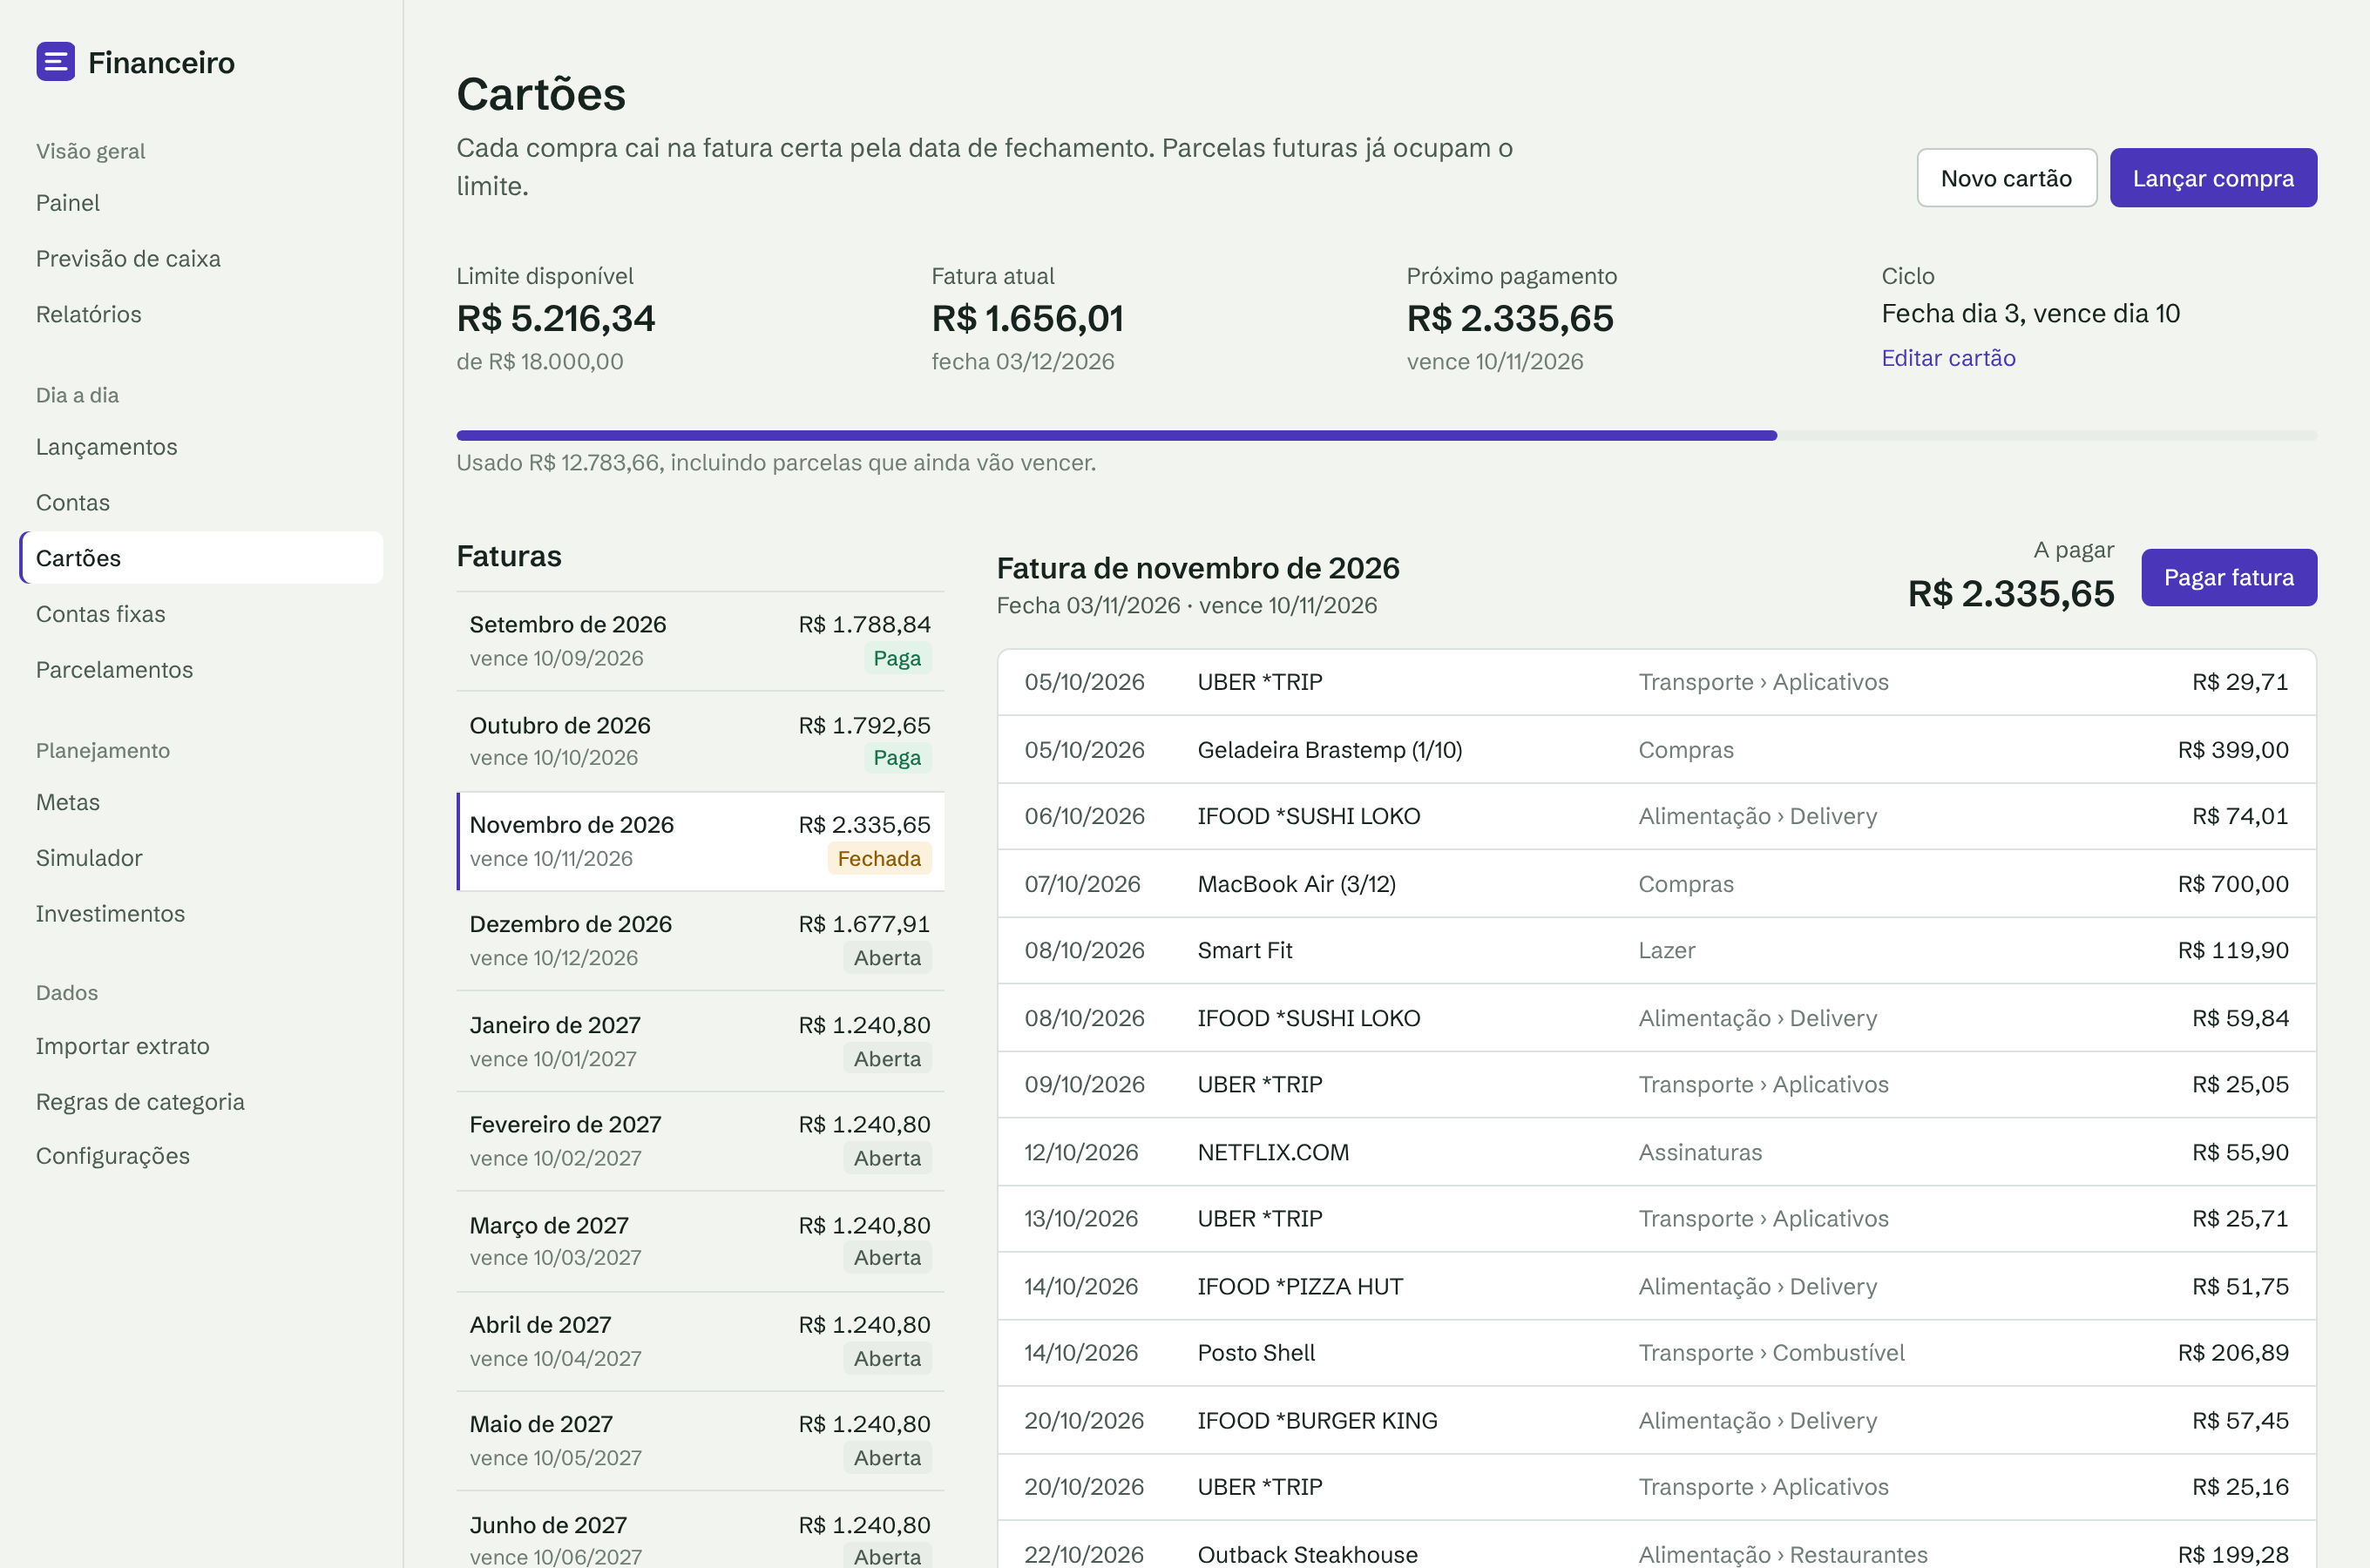 Financeiro
Visão geral
Painel
Previsão de caixa
Relatórios
Dia a dia
Lançamentos
Contas
Cartões
Contas fixas
Parcelamentos
Planejamento
Metas
Simulador
Investimentos
Dados
Importar extrato
Regras de categoria
Configurações
Cartões
Cada compra cai na fatura certa pela data de fechamento. Parcelas futuras já ocupam o
limite.
Novo cartão
Lançar compra
Limite disponível
R$ 5.216,34
de R$ 18.000,00
Fatura atual
R$ 1.656,01
fecha 03/12/2026
Próximo pagamento
R$ 2.335,65
vence 10/11/2026
Ciclo
Fecha dia 3, vence dia 10
Editar cartão
Usado R$ 12.783,66, incluindo parcelas que ainda vão vencer.
Faturas
Setembro de 2026 R$ 1.788,84
vence 10/09/2026 Paga
Outubro de 2026 R$ 1.792,65
vence 10/10/2026 Paga
Novembro de 2026 R$ 2.335,65
vence 10/11/2026 Fechada
Dezembro de 2026 R$ 1.677,91
vence 10/12/2026 Aberta
Janeiro de 2027 R$ 1.240,80
vence 10/01/2027 Aberta
Fevereiro de 2027 R$ 1.240,80
vence 10/02/2027 Aberta
Março de 2027 R$ 1.240,80
vence 10/03/2027 Aberta
Abril de 2027 R$ 1.240,80
vence 10/04/2027 Aberta
Maio de 2027 R$ 1.240,80
vence 10/05/2027 Aberta
Junho de 2027 R$ 1.240,80
vence 10/06/2027 Aberta
Fatura de novembro de 2026
Fecha 03/11/2026 · vence 10/11/2026
A pagar
R$ 2.335,65
Pagar fatura
05/10/2026 UBER *TRIP Transporte › Aplicativos R$ 29,71
05/10/2026 Geladeira Brastemp (1/10) Compras R$ 399,00
06/10/2026 IFOOD *SUSHI LOKO Alimentação › Delivery R$ 74,01
07/10/2026 MacBook Air (3/12) Compras R$ 700,00
08/10/2026 Smart Fit Lazer R$ 119,90
08/10/2026 IFOOD *SUSHI LOKO Alimentação › Delivery R$ 59,84
09/10/2026 UBER *TRIP Transporte › Aplicativos R$ 25,05
12/10/2026 NETFLIX.COM Assinaturas R$ 55,90
13/10/2026 UBER *TRIP Transporte › Aplicativos R$ 25,71
14/10/2026 IFOOD *PIZZA HUT Alimentação › Delivery R$ 51,75
14/10/2026 Posto Shell Transporte › Combustível R$ 206,89
20/10/2026 IFOOD *BURGER KING Alimentação › Delivery R$ 57,45
20/10/2026 UBER *TRIP Transporte › Aplicativos R$ 25,16
22/10/2026 Outback Steakhouse Alimentação › Restaurantes R$ 199,28